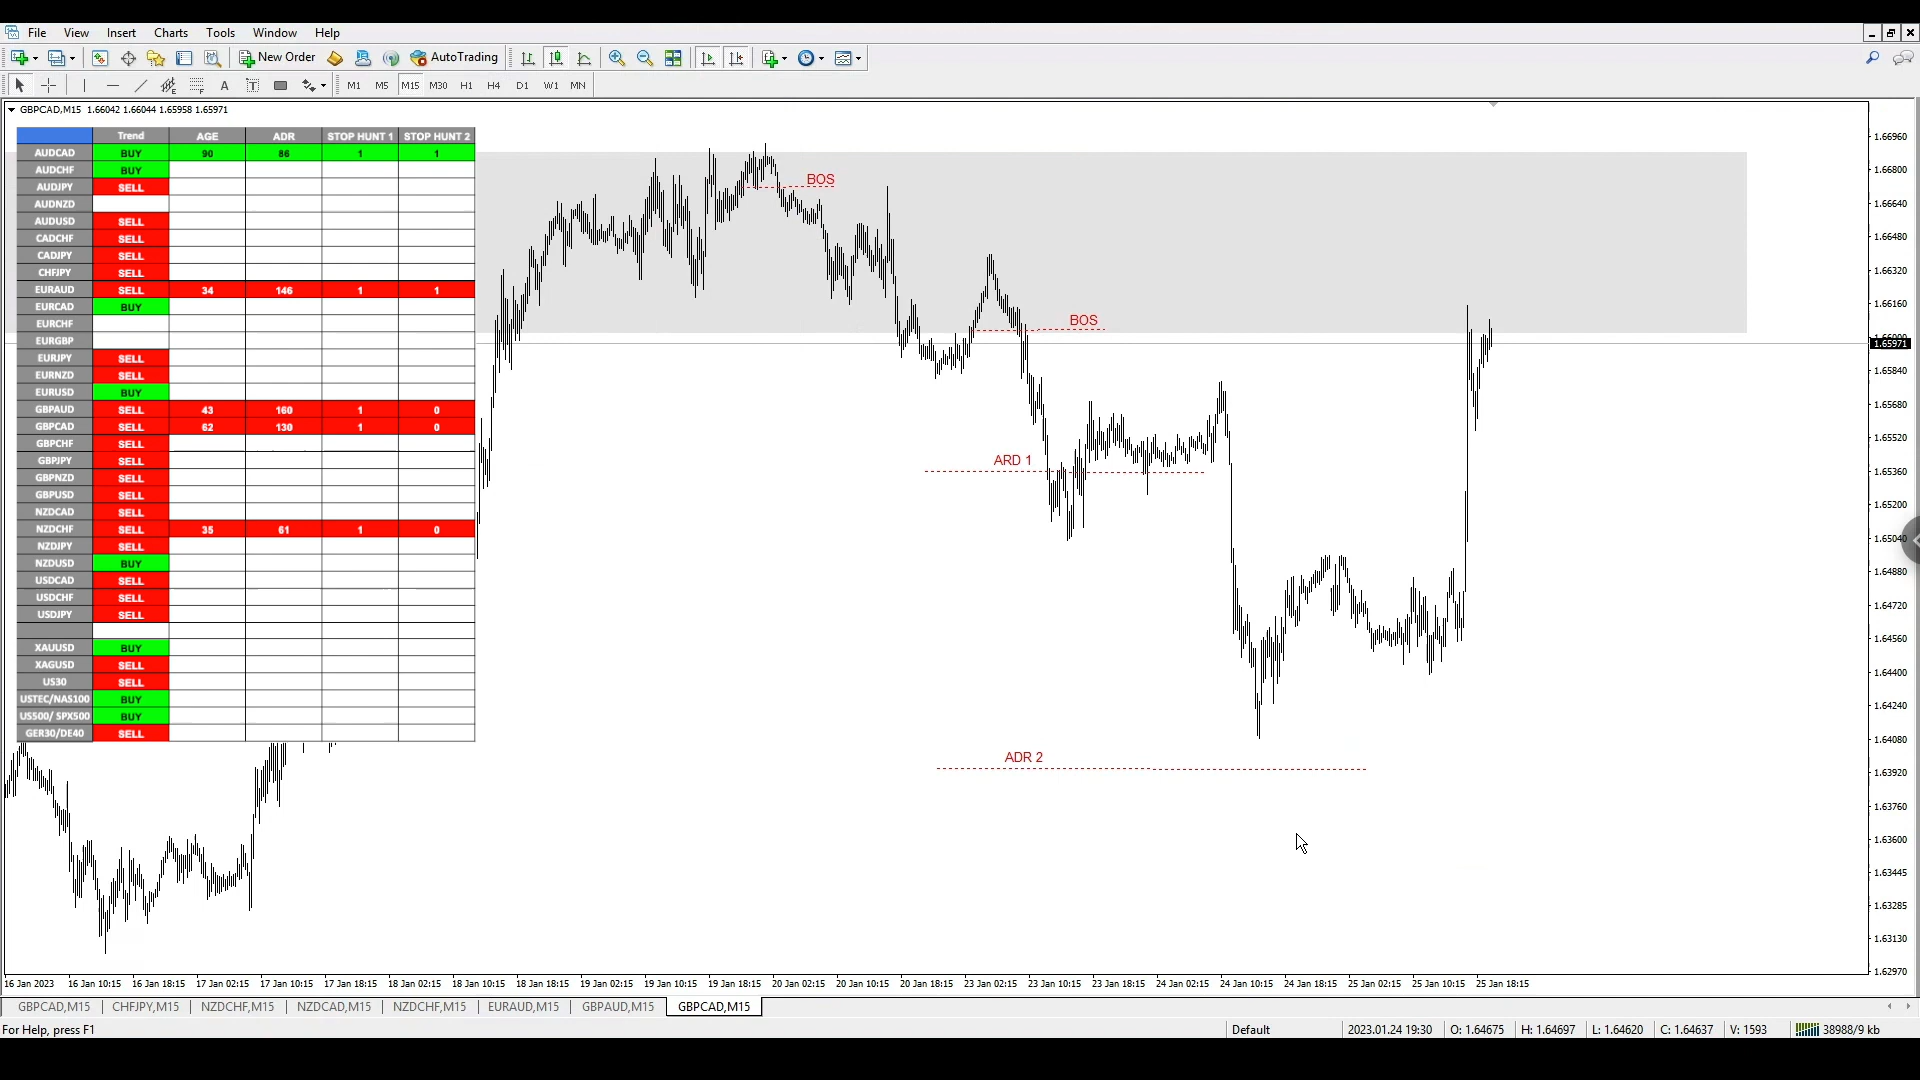 File View Insert Charts Tools Window Help
New Order AutoTrading
A T F M1 M5 M15 M30 H1 H4 D1 W1 MN
GBPCAD,M15 1.66042 1.66044 1.65958 1.65971
Trend AGE ADR STOP HUNT 1 STOP HUNT 2
AUDCAD BUY 90 86 1 1
AUDCHF BUY
AUDJPY SELL
AUDNZD
AUDUSD SELL
CADCHF SELL
CADJPY SELL
CHFJPY SELL
EURAUD SELL 34 146 1 1
EURCAD BUY
EURCHF
EURGBP
EURJPY SELL
EURNZD SELL
EURUSD BUY
GBPAUD SELL 43 160 1 0
GBPCAD SELL 62 130 1 0
GBPCHF SELL
GBPJPY SELL
GBPNZD SELL
GBPUSD SELL
NZDCAD SELL
NZDCHF SELL 35 61 1 0
NZDJPY SELL
NZDUSD BUY
USDCAD SELL
USDCHF SELL
USDJPY SELL
XAUUSD BUY
XAGUSD SELL
US30 SELL
USTEC/NAS100 BUY
US500/ SPX500 BUY
GER30/DE40 SELL
BOS
BOS
ARD 1
ADR 2
1.66960
1.66800
1.66640
1.66480
1.66320
1.66160
1.65971
1.65840
1.65680
1.65520
1.65360
1.65200
1.65040
1.64880
1.64720
1.64560
1.64400
1.64240
1.64080
1.63920
1.63760
1.63600
1.63445
1.63285
1.63130
1.62970
16 Jan 2023 16 Jan 10:15 16 Jan 18:15 17 Jan 02:15 17 Jan 10:15 17 Jan 18:15 18 Jan 02:15 18 Jan 10:15 18 Jan 18:15 19 Jan 02:15 19 Jan 10:15 19 Jan 18:15 20 Jan 02:15 20 Jan 10:15 20 Jan 18:15 23 Jan 02:15 23 Jan 10:15 23 Jan 18:15 24 Jan 02:15 24 Jan 10:15 24 Jan 18:15 25 Jan 02:15 25 Jan 10:15 25 Jan 18:15
GBPCAD,M15 CHFJPY,M15 NZDCHF,M15 NZDCAD,M15 NZDCHF,M15 EURAUD,M15 GBPAUD,M15 GBPCAD,M15
For Help, press F1 Default 2023.01.24 19:30 O: 1.64675 H: 1.64697 L: 1.64620 C: 1.64637 V: 1593 38988/9 kb